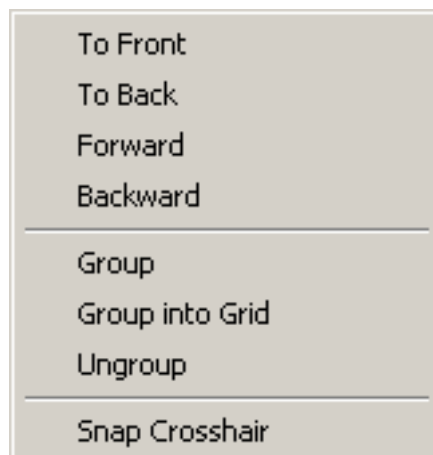 To Front
To Back
Forward
Backward
Group
Group into Grid
Ungroup
Snap Crosshair